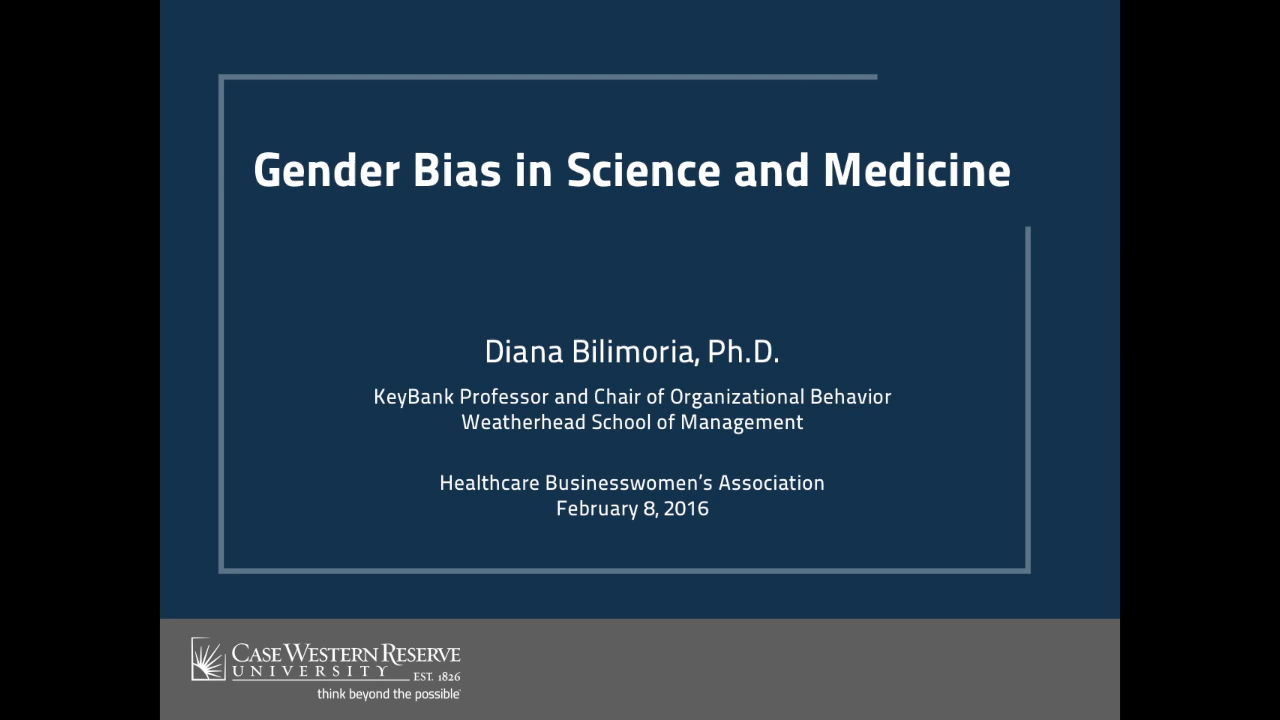 Gender Bias in Science and Medicine
Diana Bilimoria, Ph.D.
KeyBank Professor and Chair of Organizational Behavior
Weatherhead School of Management
Healthcare Businesswomen’s Association
February 8, 2016
CASE WESTERN RESERVE
UNIVERSITY EST. 1826
think beyond the possible